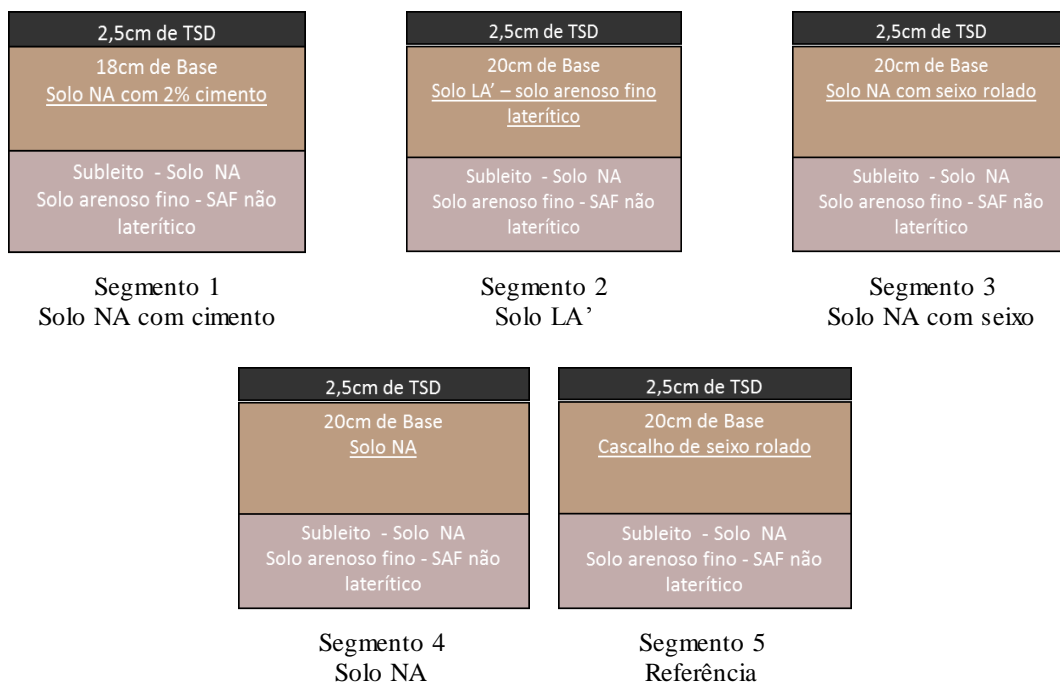 2,5cm de TSD
18cm de Base
Solo NA com 2% cimento
Subleito - Solo NA
Solo arenoso fino - SAF não
laterítico
Segmento 1
Solo NA com cimento
2,5cm de TSD
20cm de Base
Solo LA' – solo arenoso fino
laterítico
Subleito - Solo NA
Solo arenoso fino - SAF não
laterítico
Segmento 2
Solo LA'
2,5cm de TSD
20cm de Base
Solo NA com seixo rolado
Subleito - Solo NA
Solo arenoso fino - SAF não
laterítico
Segmento 3
Solo NA com seixo
2,5cm de TSD
20cm de Base
Solo NA
Subleito - Solo NA
Solo arenoso fino - SAF não
laterítico
Segmento 4
Solo NA
2,5cm de TSD
20cm de Base
Cascalho de seixo rolado
Subleito - Solo NA
Solo arenoso fino - SAF não
laterítico
Segmento 5
Referência